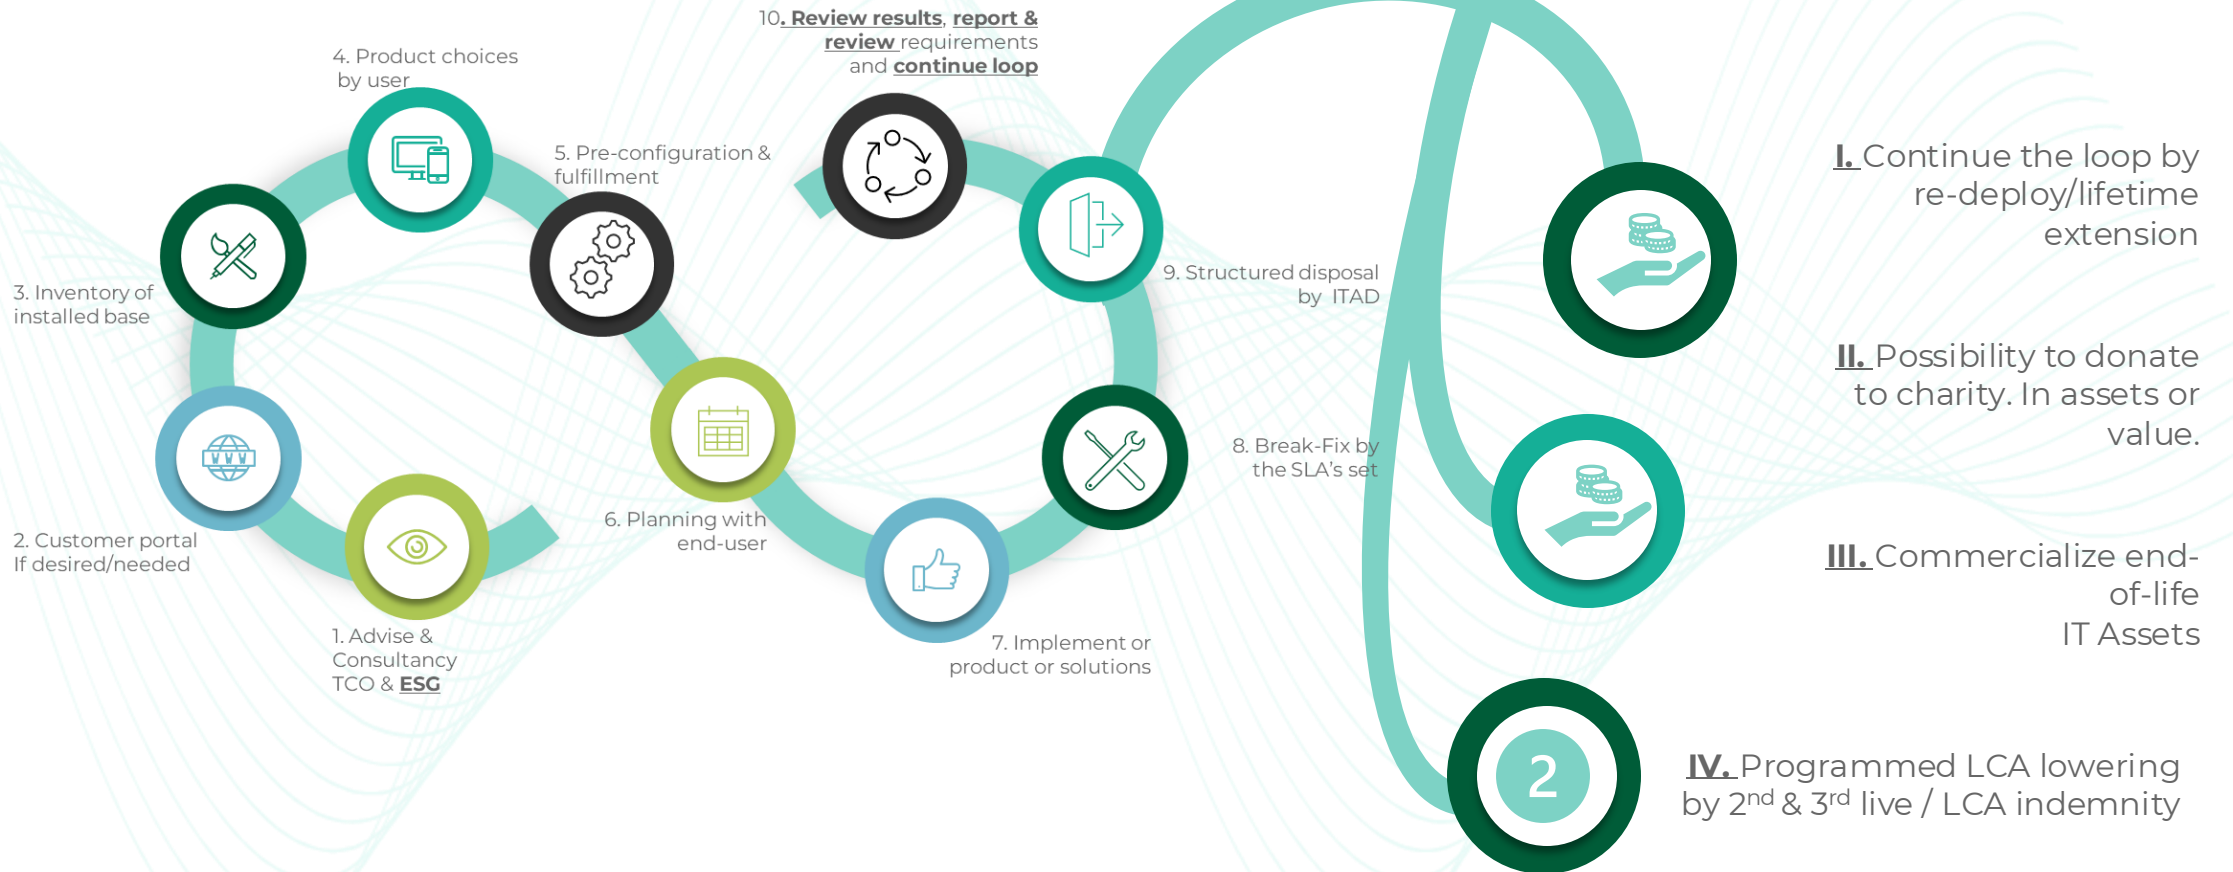 10. Review results, report &
review requirements
and continue loop
4. Product choices
by user
5. Pre-configuration &
fulfillment
3. Inventory of
installed base
9. Structured disposal
by ITAD
8. Break-Fix by
the SLA's set
WWW
2. Customer portal
If desired/needed
6. Planning with
end-user
1. Advise &
Consultancy
TCO & ESG
7. Implement or
product or solutions
I. Continue the loop by
re-deploy/lifetime
extension
II. Possibility to donate
to charity. In assets or
value.
III. Commercialize end-
of-life
IT Assets
2
IV. Programmed LCA lowering
by 2nd & 3rd live / LCA indemnity